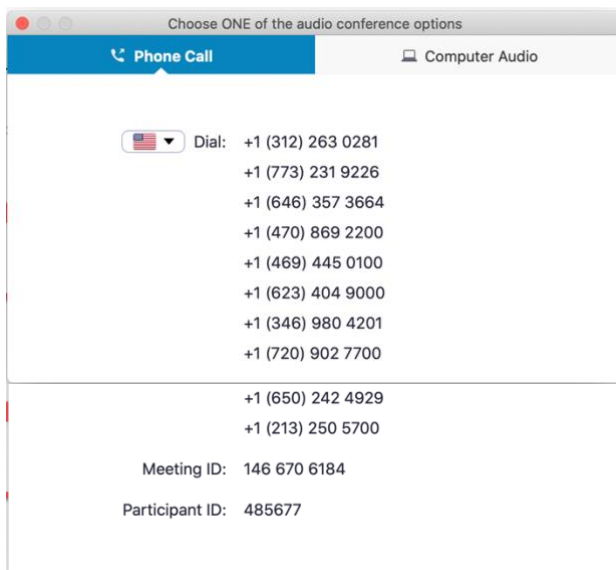 Choose ONE of the audio conference options
Phone Call Computer Audio
Dial: +1 (312) 263 0281
+1 (773) 231 9226
+1 (646) 357 3664
+1 (470) 869 2200
+1 (469) 445 0100
+1 (623) 404 9000
+1 (346) 980 4201
+1 (720) 902 7700
+1 (650) 242 4929
+1 (213) 250 5700
Meeting ID: 146 670 6184
Participant ID: 485677